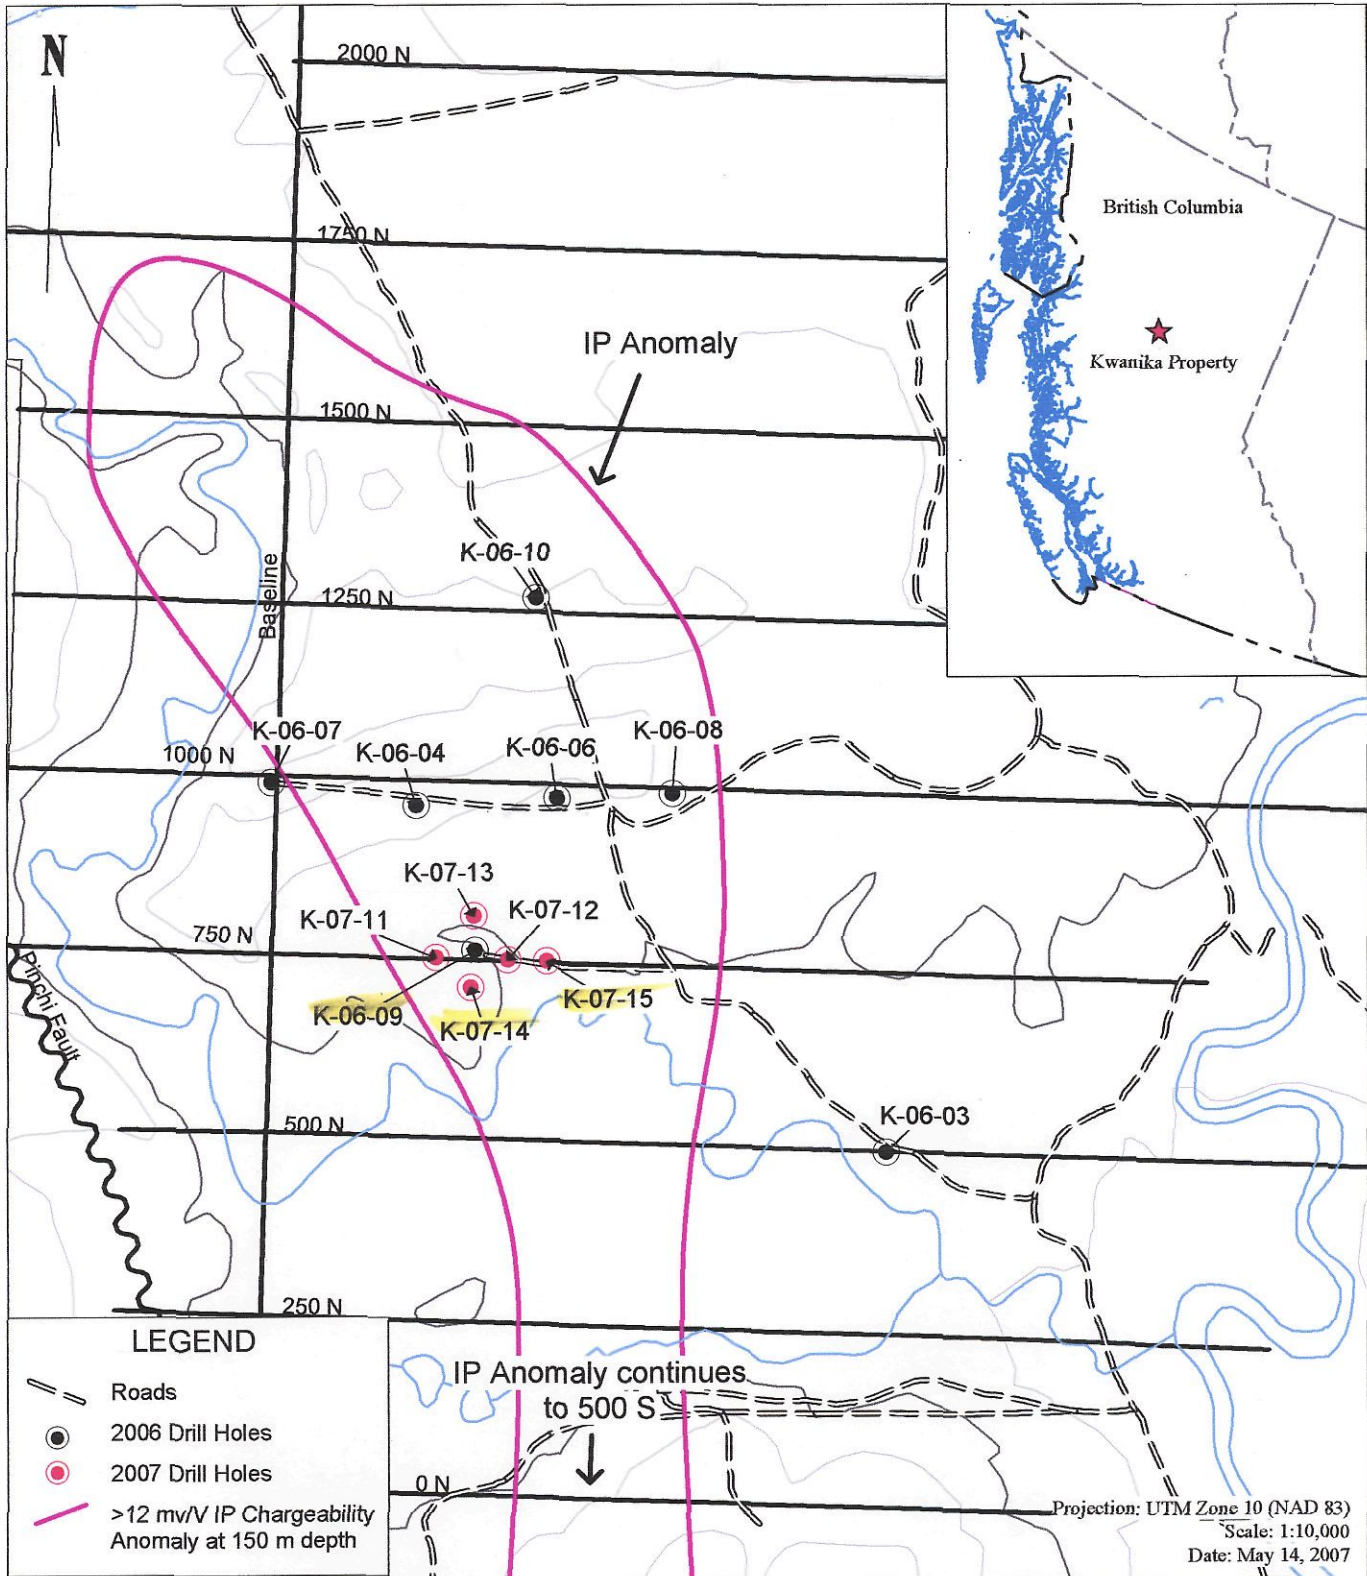 N
2000 N
1750 N
British Columbia
Kwanika Property
IP Anomaly
1500 N
K-06-10
1250 N
Baseline
K-06-07
K-06-08
1000 N
K-06-04
K-06-06
K-07-13
K-07-11
K-07-12
750 N
Pinchi Fault
K-06-09
K-07-14
K-07-15
K-06-03
500 N
250 N
IP Anomaly continues
to 500 S
0 N
LEGEND
Roads
2006 Drill Holes
2007 Drill Holes
>12 mv/V IP Chargeability
Anomaly at 150 m depth
Projection: UTM Zone 10 (NAD 83)
Scale: 1:10,000
Date: May 14, 2007